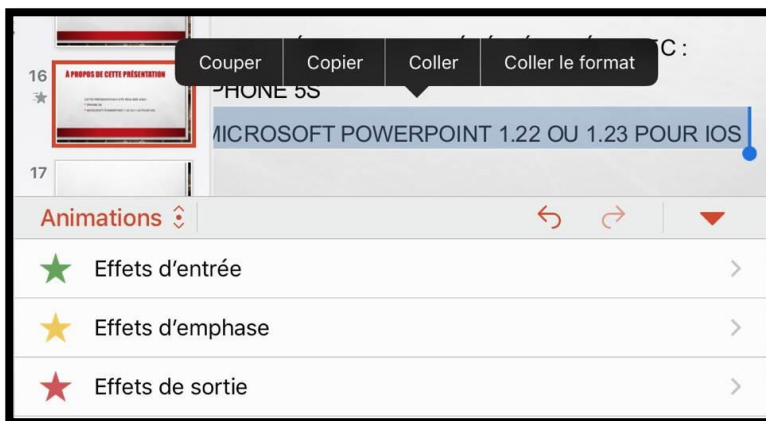 EC :
Couper Copier Coller Coller le format
16
À PROPOS DE CETTE PRÉSENTATION
PHONE 5S
MICROSOFT POWERPOINT 1.22 OU 1.23 POUR IOS
17
Animations
Effets d'entrée
Effets d'emphase
Effets de sortie